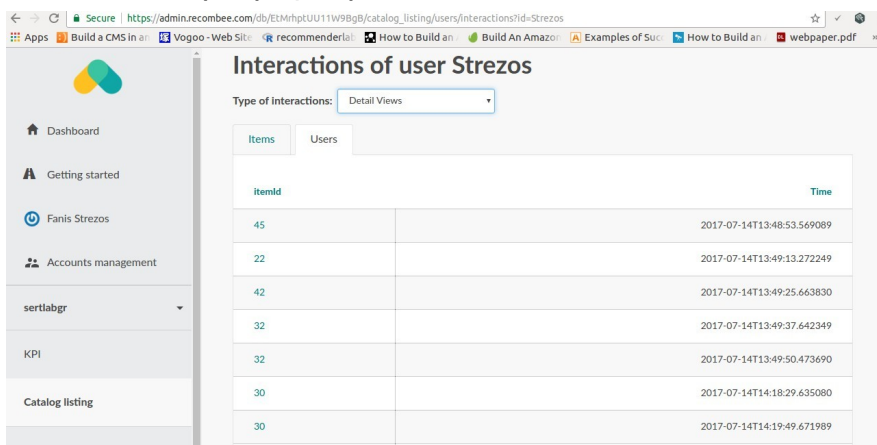 Secure | https://admin.recombee.com/db/EtMrhptUU11W9BgB/catalog_listing/users/interactions?id=Strezos
Apps Build a CMS in an Vogoo - Web Site recommenderlab How to Build an Build An Amazon Examples of Succ How to Build an webpaper.pdf »
Interactions of user Strezos
Type of interactions: Detail Views
Dashboard
Getting started
Fanis Strezos
Accounts management
sertlabgr
KPI
Catalog listing
Items Users
itemId Time
45 2017-07-14T13:48:53.569089
22 2017-07-14T13:49:13.272249
42 2017-07-14T13:49:25.663830
32 2017-07-14T13:49:37.642349
32 2017-07-14T13:49:50.473690
30 2017-07-14T14:18:29.635080
30 2017-07-14T14:19:49.671989